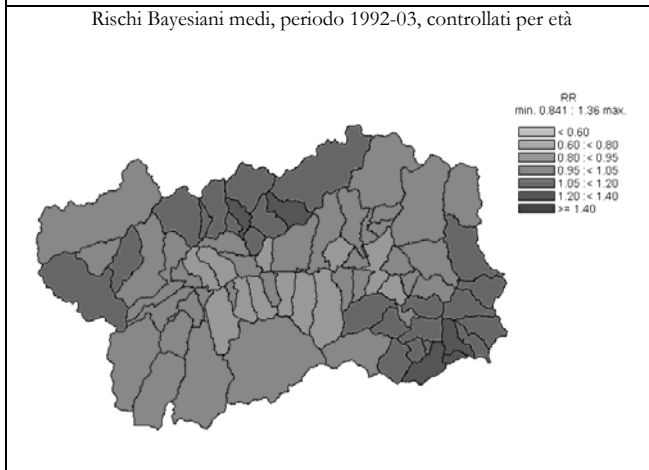 Rischi Bayesiani medi, periodo 1992-03, controllati per età
RR
min. 0.841 : 1.36 max.
< 0.60
0.60 :< 0.80
0.80 :< 0.95
0.95 :< 1.05
1.05 :< 1.20
1.20 :< 1.40
>= 1.40